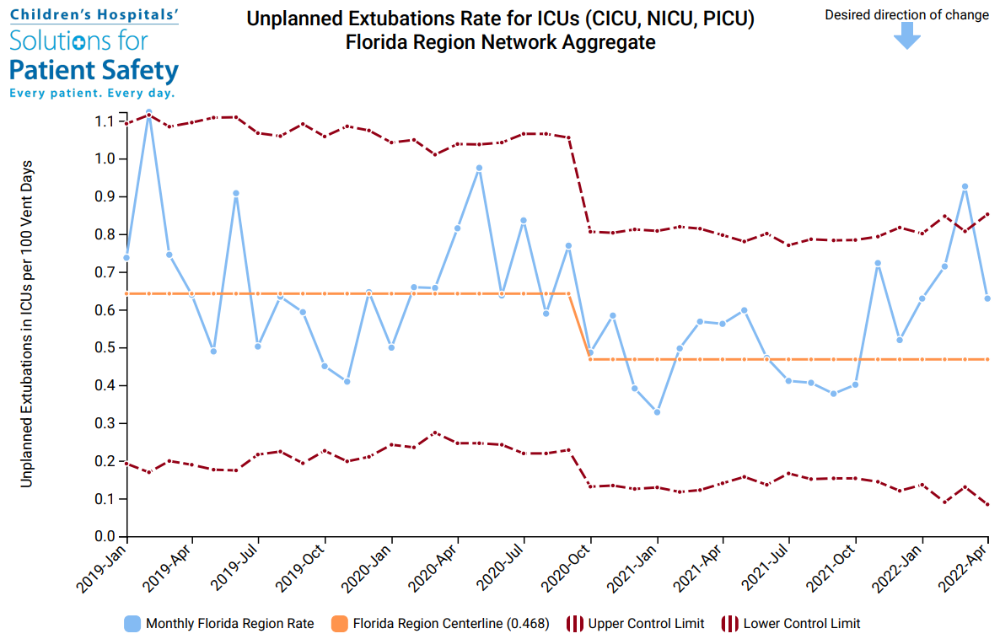 Children's Hospitals'
Solutions for
Patient Safety
Every patient. Every day.
Unplanned Extubations Rate for ICUs (CICU, NICU, PICU)
Florida Region Network Aggregate
Desired direction of change
Unplanned Extubations in ICUs per 100 Vent Days
1.1
1.0
0.9
0.8
0.7
0.6
0.5
0.4
0.3
0.2
0.1
0.0
2019-Jan
2019-Apr
2019-Jul
2019-Oct
2020-Jan
2020-Apr
2020-Jul
2020-Oct
2021-Jan
2021-Apr
2021-Jul
2021-Oct
2022-Jan
2022-Apr
Monthly Florida Region Rate
Florida Region Centerline (0.468)
Upper Control Limit
Lower Control Limit